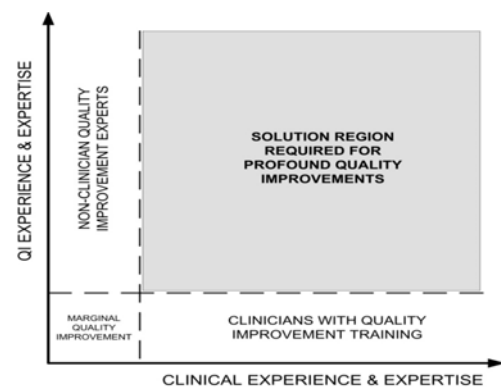 QI EXPERIENCE & EXPERTISE
NON-CLINICIAN QUALITY
IMPROVEMENT EXPERTS
SOLUTION REGION
REQUIRED FOR
PROFOUND QUALITY
IMPROVEMENTS
MARGINAL
QUALITY
IMPROVEMENT
CLINICIANS WITH QUALITY
IMPROVEMENT TRAINING
CLINICAL EXPERIENCE & EXPERTISE